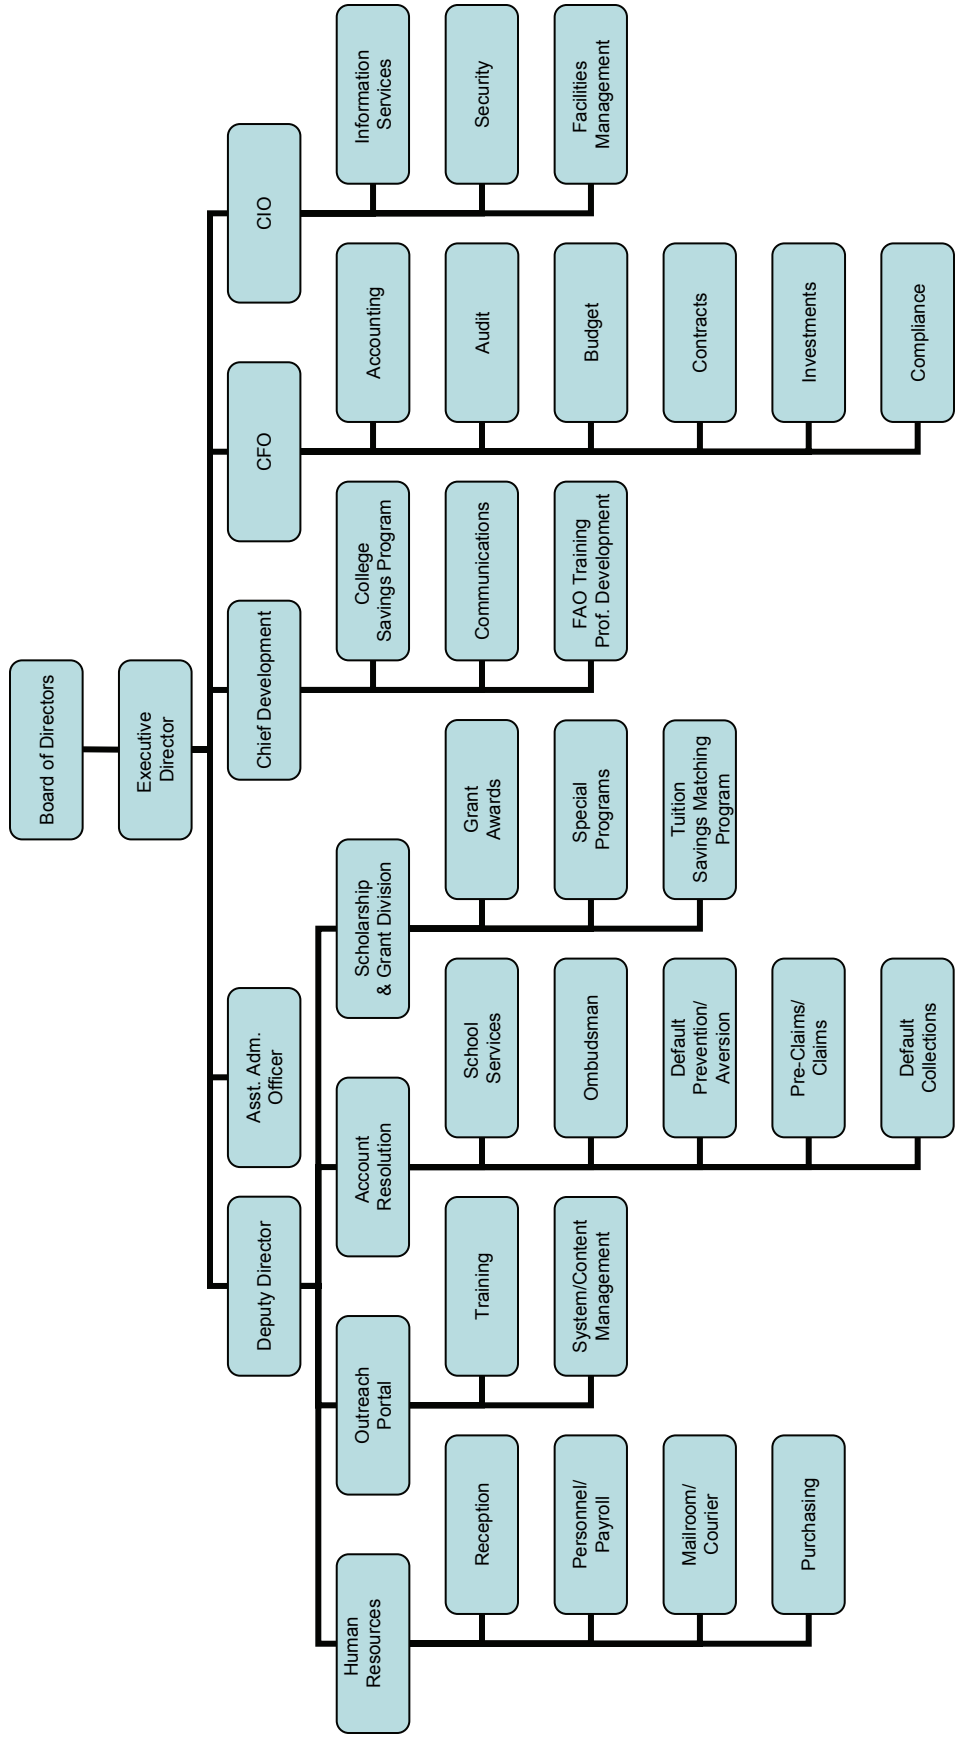 Board of Directors
Executive
Director
Deputy Director
Asst. Adm.
Officer
Chief Development
CFO
CIO
Human
Resources
Outreach
Portal
Account
Resolution
Scholarship
& Grant Division
College
Savings Program
Accounting
Information
Services
Reception
Training
School
Services
Grant
Awards
Communications
Audit
Security
Personnel/
Payroll
System/Content
Management
Ombudsman
Special
Programs
FAO Training
Prof. Development
Budget
Facilities
Management
Mailroom/
Courier
Default
Prevention/
Aversion
Tuition
Savings Matching
Program
Contracts
Purchasing
Pre-Claims/
Claims
Investments
Default
Collections
Compliance